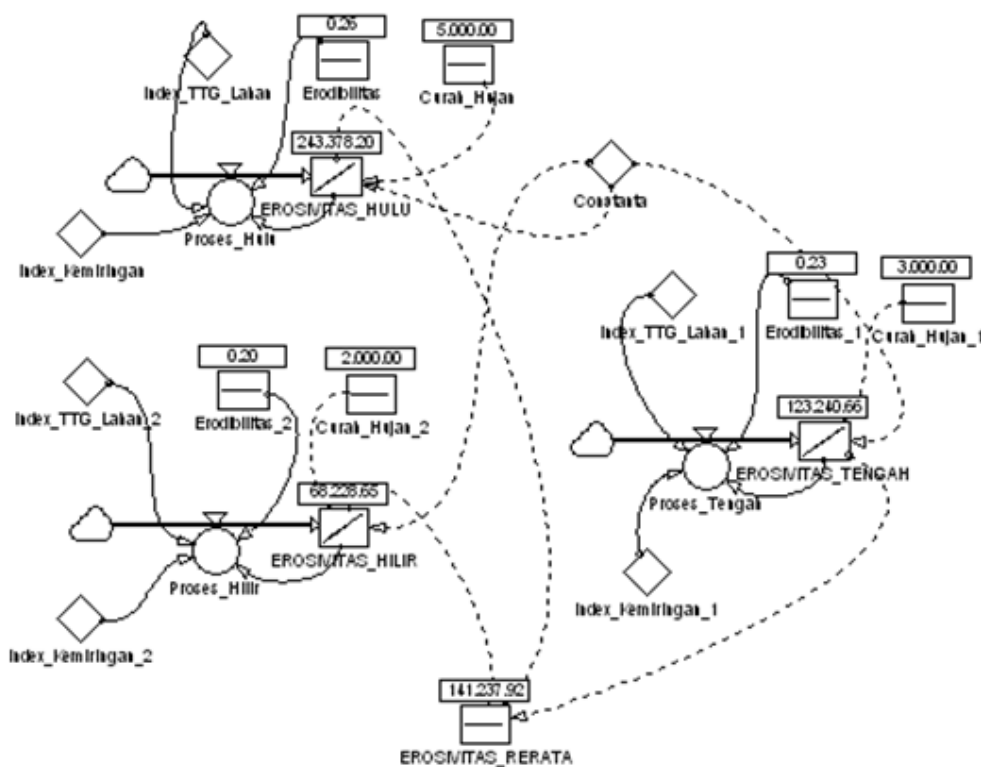 0.26
5.000.00
Index_TTG_Lahan
Erodibilitas
Curah_Hujan
243.378.20
EROSIVITAS_HULU
Constanta
Proses_Hulu
Index_Kemiringan
0.23
3.000.00
Index_TTG_Lahan_1
Erodibilitas_1
Curah_Hujan_1
0.20
2.000.00
Index_TTG_Lahan_2
Erodibilitas_2
Curah_Hujan_2
123.240.66
EROSIVITAS_TENGAH
Proses_Tengah
68.228.65
EROSIVITAS_HILIR
Proses_Hilir
Index_Kemiringan_1
Index_Kemiringan_2
141.237.92
EROSIVITAS_RERATA